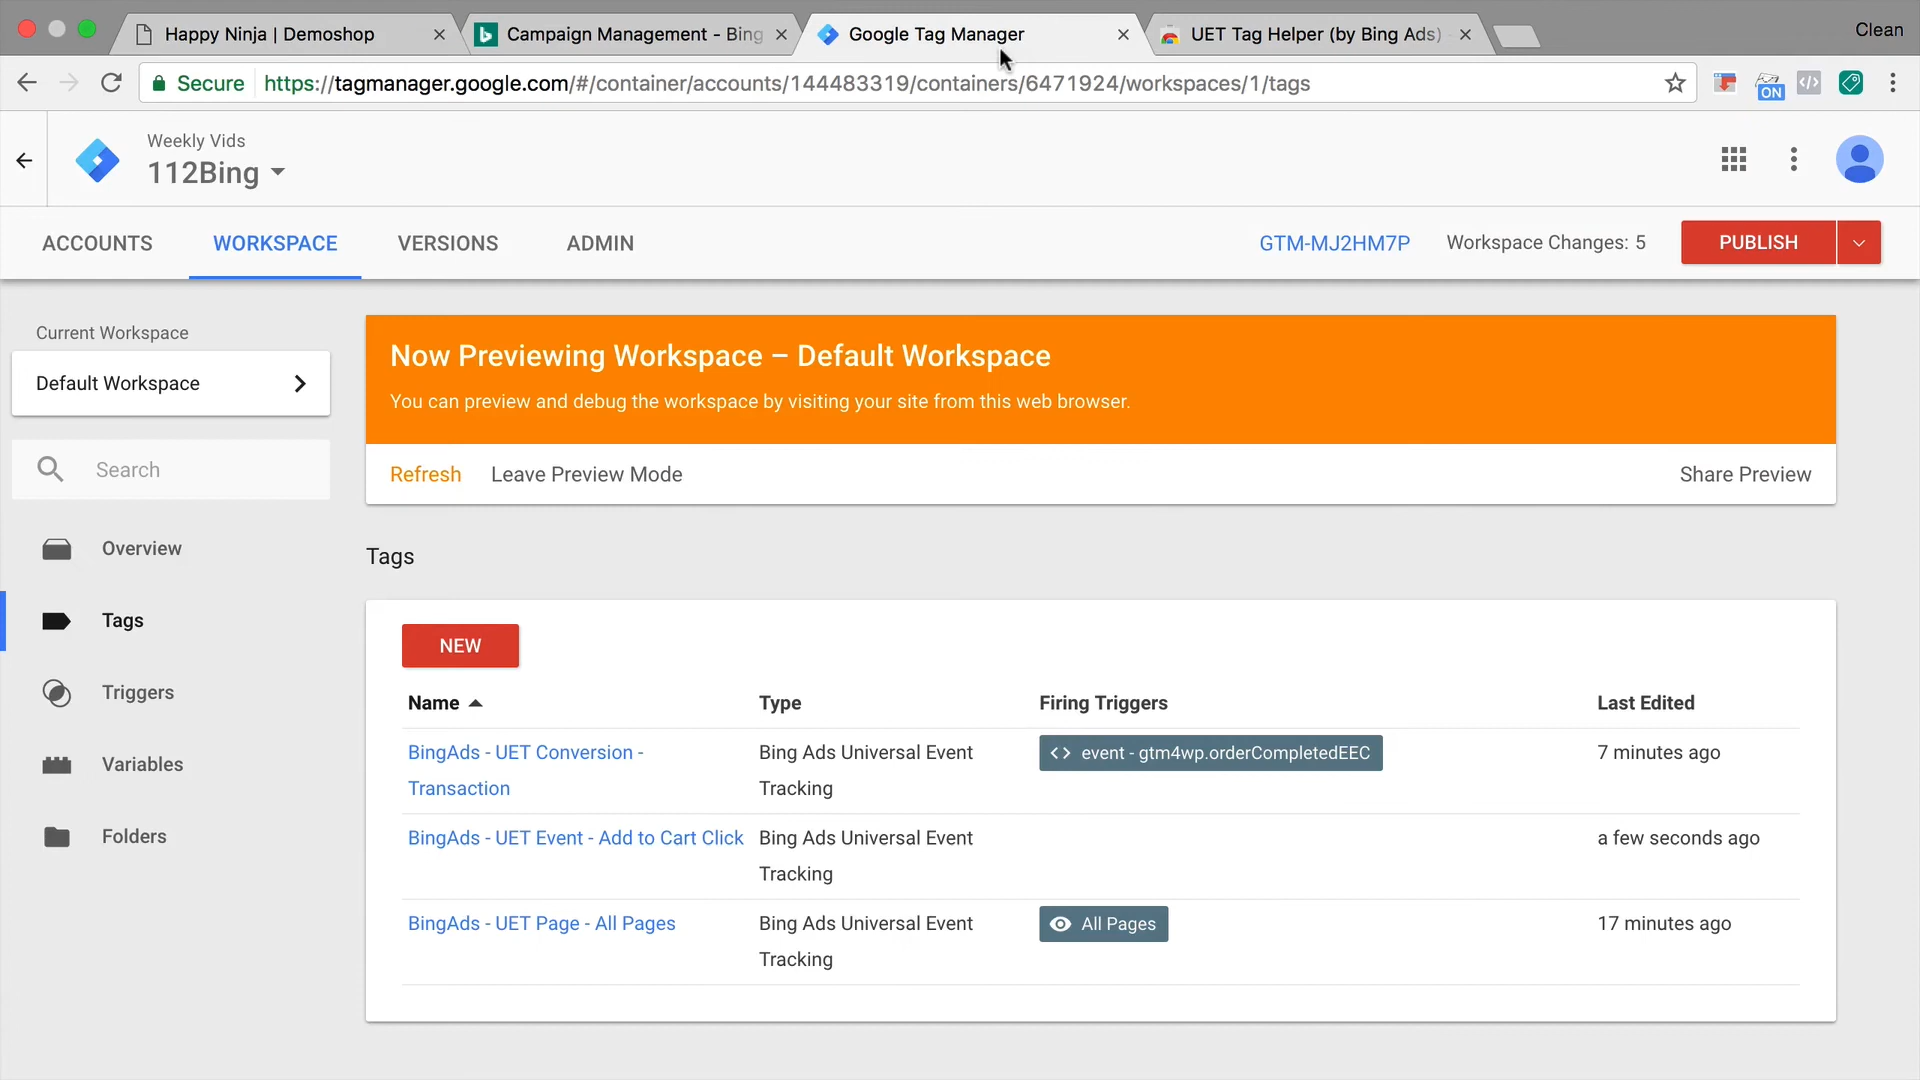 Happy Ninja | Demoshop
Campaign Management - Bing
Google Tag Manager
UET Tag Helper (by Bing Ads)
Clean
Secure
https://tagmanager.google.com/#/container/accounts/144483319/containers/6471924/workspaces/1/tags
ON
Weekly Vids
112Bing
ACCOUNTS
WORKSPACE
VERSIONS
ADMIN
GTM-MJ2HM7P
Workspace Changes: 5
PUBLISH
Current Workspace
Default Workspace
Search
Overview
Tags
Triggers
Variables
Folders
Now Previewing Workspace – Default Workspace
You can preview and debug the workspace by visiting your site from this web browser.
Refresh
Leave Preview Mode
Share Preview
Tags
NEW
Name
Type
Firing Triggers
Last Edited
BingAds - UET Conversion -
Transaction
Bing Ads Universal Event
Tracking
event - gtm4wp.orderCompletedEEC
7 minutes ago
BingAds - UET Event - Add to Cart Click
Bing Ads Universal Event
Tracking
a few seconds ago
BingAds - UET Page - All Pages
Bing Ads Universal Event
Tracking
All Pages
17 minutes ago